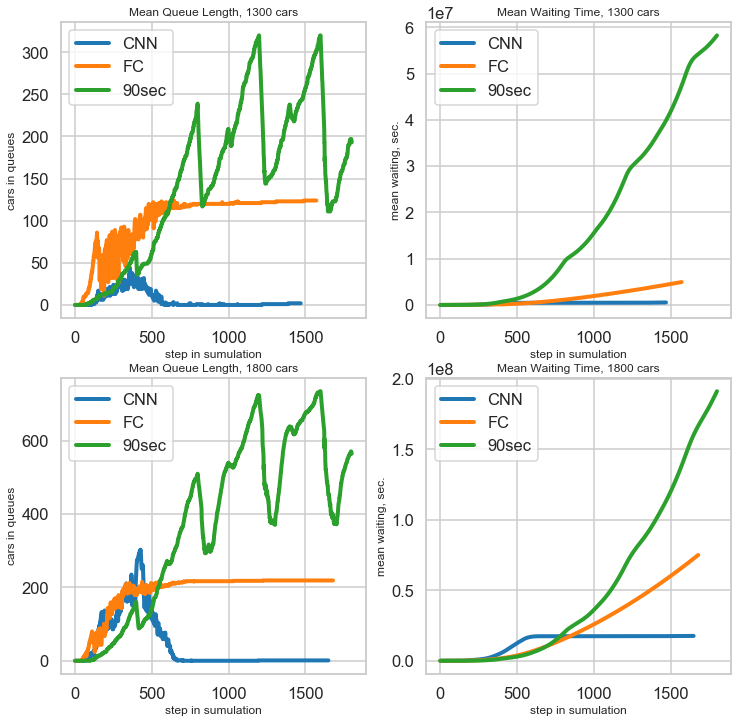 Mean Queue Length, 1300 cars
cars in queues
350
300
250
200
150
100
50
0
CNN
FC
90sec
0 500 1000 1500
step in sumulation
Mean Waiting Time, 1300 cars
1e7
mean waiting, sec.
6
5
4
3
2
1
0
CNN
FC
90sec
0 500 1000 1500
step in sumulation
Mean Queue Length, 1800 cars
cars in queues
600
400
200
0
CNN
FC
90sec
0 500 1000 1500
step in sumulation
Mean Waiting Time, 1800 cars
1e8
mean waiting, sec.
2.0
1.5
1.0
0.5
0.0
CNN
FC
90sec
0 500 1000 1500
step in sumulation